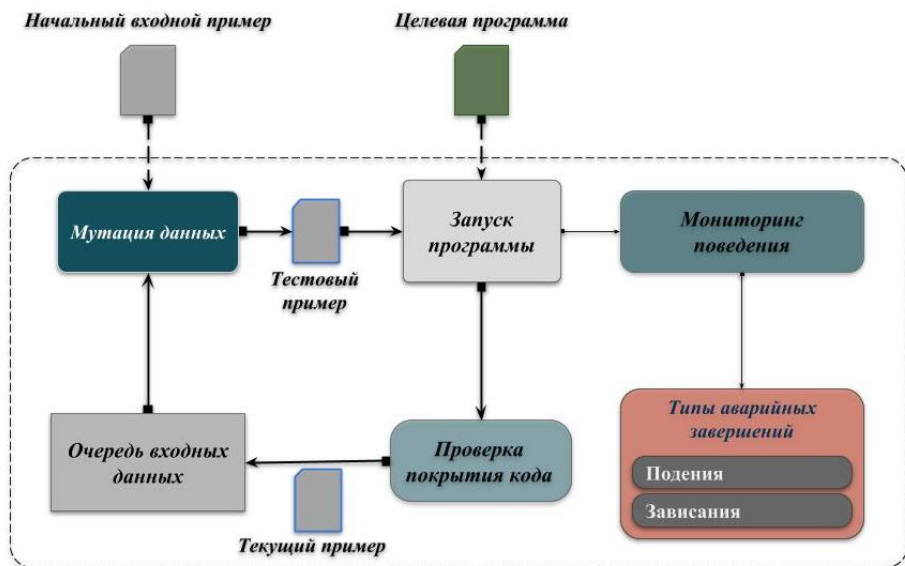 Начальный входной пример
Целевая программа
Мутация данных
Тестовый
пример
Запуск
программы
Мониторинг
поведения
Очередь входных
данных
Текущий пример
Проверка
покрытия кода
Типы аварийных
завершений
Подения
Зависания